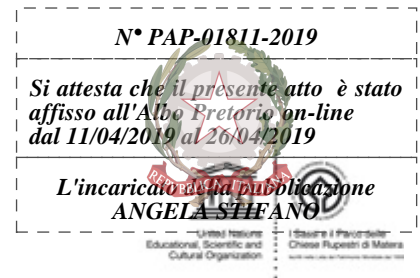 N° PAP-01811-2019
Si attesta che il presente atto è stato
affisso all'Albo Pretorio on-line
dal 11/04/2019 al 26/04/2019
L'incaricato della pubblicazione
ANGELA STIFANO
REPVBBLICA ITALIANA
United Nations
Educational, Scientific and
Cultural Organization
I Sassi e il Parco delle
Chiese Rupestri di Matera